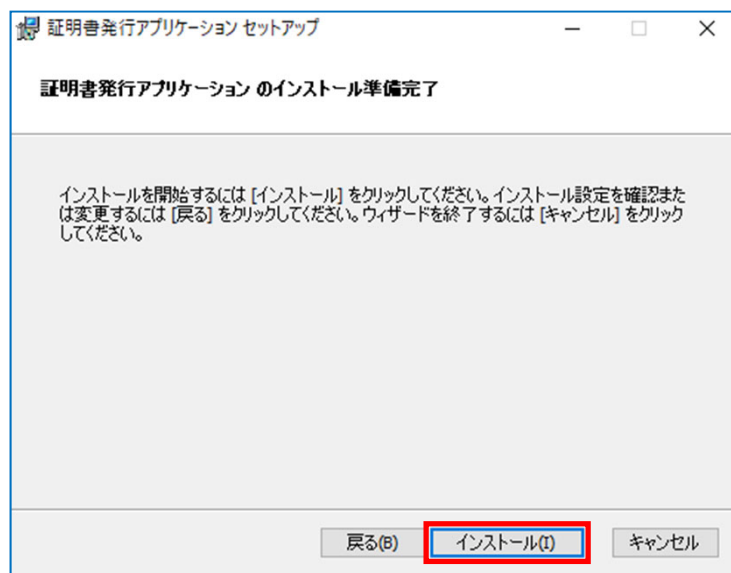 証明書発行アプリケーション セットアップ
証明書発行アプリケーション のインストール準備完了
インストールを開始するには [インストール] をクリックしてください。インストール設定を確認また
は変更するには [戻る] をクリックしてください。ウィザードを終了するには [キャンセル] をクリック
してください。
戻る(B) インストール(I) キャンセル